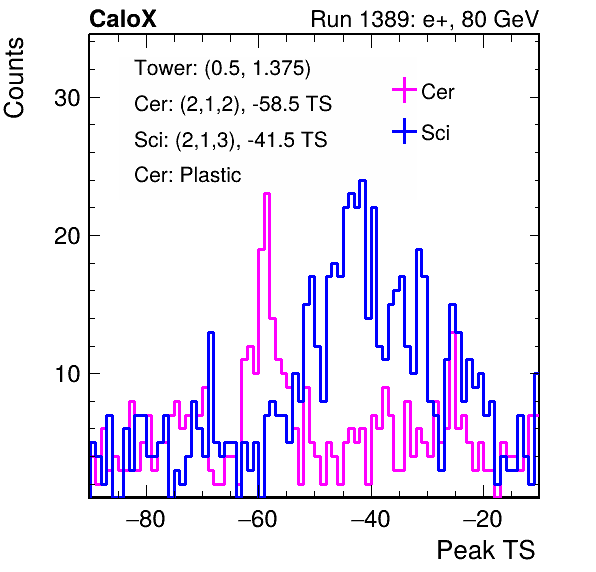 CaloX Run 1389: e+, 80 GeV
Counts
Tower: (0.5, 1.375)
Cer: (2,1,2), -58.5 TS
Sci: (2,1,3), -41.5 TS
Cer: Plastic
Cer
Sci
30
20
10
−80 −60 −40 −20
Peak TS